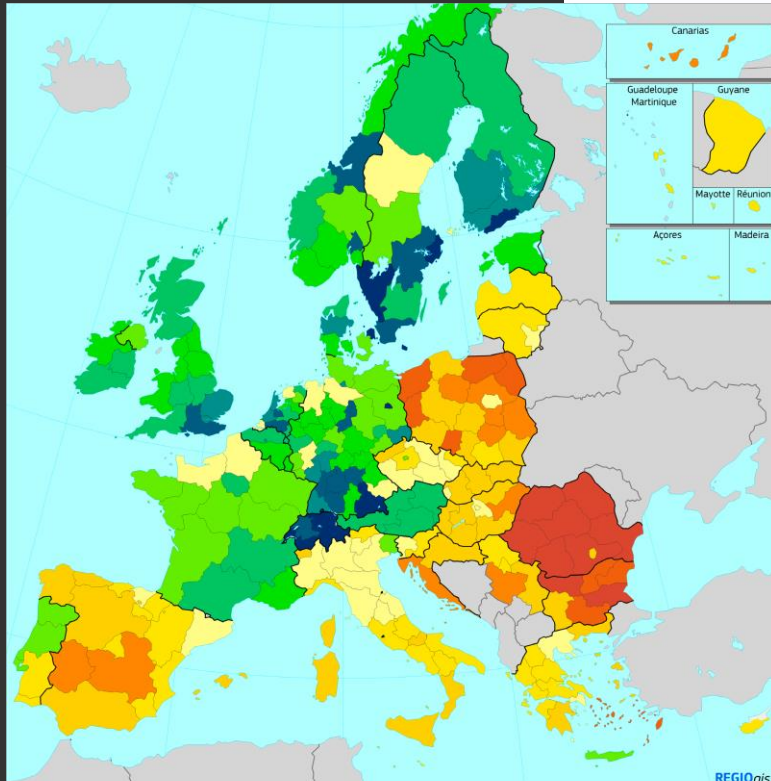 Canarias
Guadeloupe
Martinique
Guyane
Mayotte
Réunion
Açores
Madeira
REGIOgis